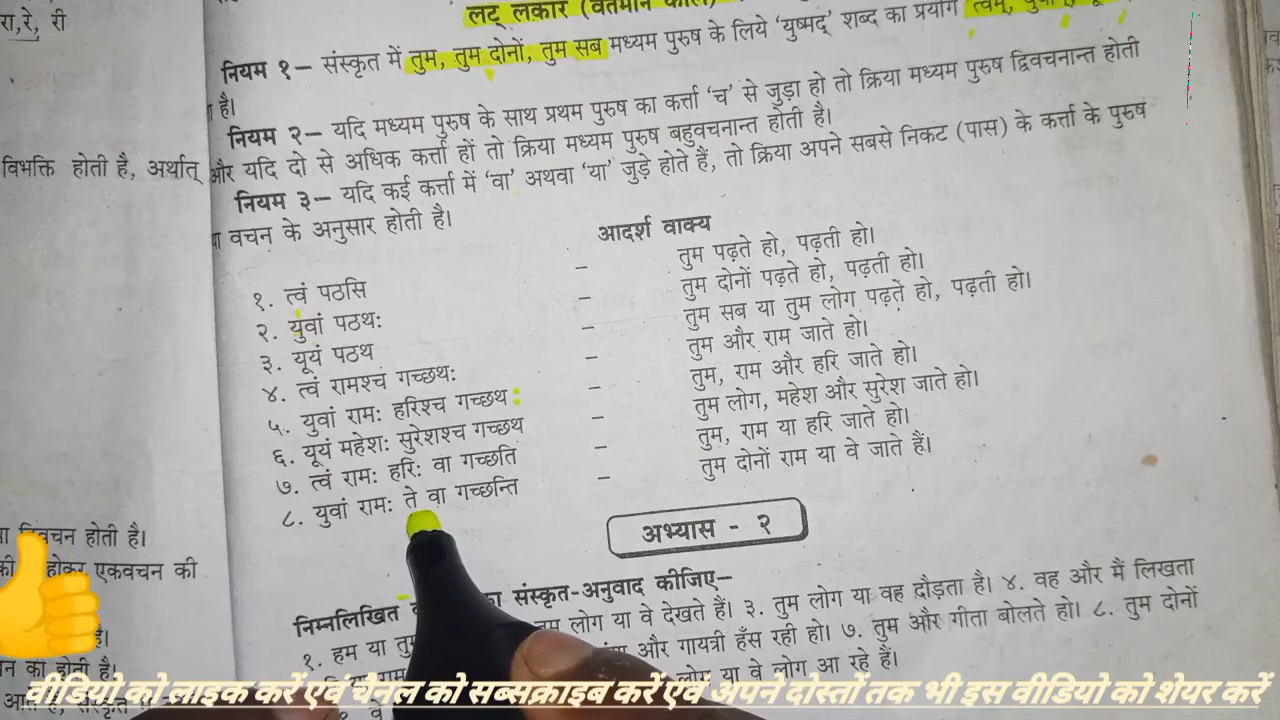 रा,रे, री
लट् लकार (वर्तमान काल)
नियम १– संस्कृत में तुम, तुम दोनों, तुम सब मध्यम पुरुष के लिये ‘युष्मद्’ शब्द का प्रयोग त्वम्,
है।
नियम २– यदि मध्यम पुरुष के साथ प्रथम पुरुष का कर्त्ता ‘च’ से जुड़ा हो तो क्रिया मध्यम पुरुष द्विवचनान्त होती
विभक्ति होती है, अर्थात्
और यदि दो से अधिक कर्त्ता हों तो क्रिया मध्यम पुरुष बहुवचनान्त होती है।
नियम ३– यदि कई कर्त्ता में ‘वा’ अथवा ‘या’ जुड़े होते हैं, तो क्रिया अपने सबसे निकट (पास) के कर्त्ता के पुरुष
वचन के अनुसार होती है।
आदर्श वाक्य
१. त्वं पठसि – तुम पढ़ते हो, पढ़ती हो।
२. युवां पठथः – तुम दोनों पढ़ते हो, पढ़ती हो।
३. यूयं पठथ – तुम सब या तुम लोग पढ़ते हो, पढ़ती हो।
४. त्वं रामश्चं गच्छथः – तुम और राम जाते हो।
५. युवां रामः हरिश्च गच्छथ – तुम, राम और हरि जाते हो।
६. यूयं महेशः सुरेशश्च गच्छथ – तुम लोग, महेश और सुरेश जाते हो।
७. त्वं रामः हरिः वा गच्छति – तुम, राम या हरि जाते हो।
८. युवां रामः ते वा गच्छन्ति – तुम दोनों राम या वे जाते हैं।
अभ्यास - २
होती है।
होकर एकवचन की
है।
की होती है।
निम्नलिखित का संस्कृत-अनुवाद कीजिए–
१. हम या लोग या वे देखते हैं। ३. तुम लोग या वह दौड़ता है। ४. वह और मैं लिखता
और गायत्री हँस रही हो। ७. तुम और गीता बोलते हो। ८. तुम दोनों
लोग या वे लोग आ रहे हैं।
वीडियो को लाइक करें एवं चैनल को सब्सक्राइब करें एवं अपने दोस्तों तक भी इस वीडियो को शेयर करें